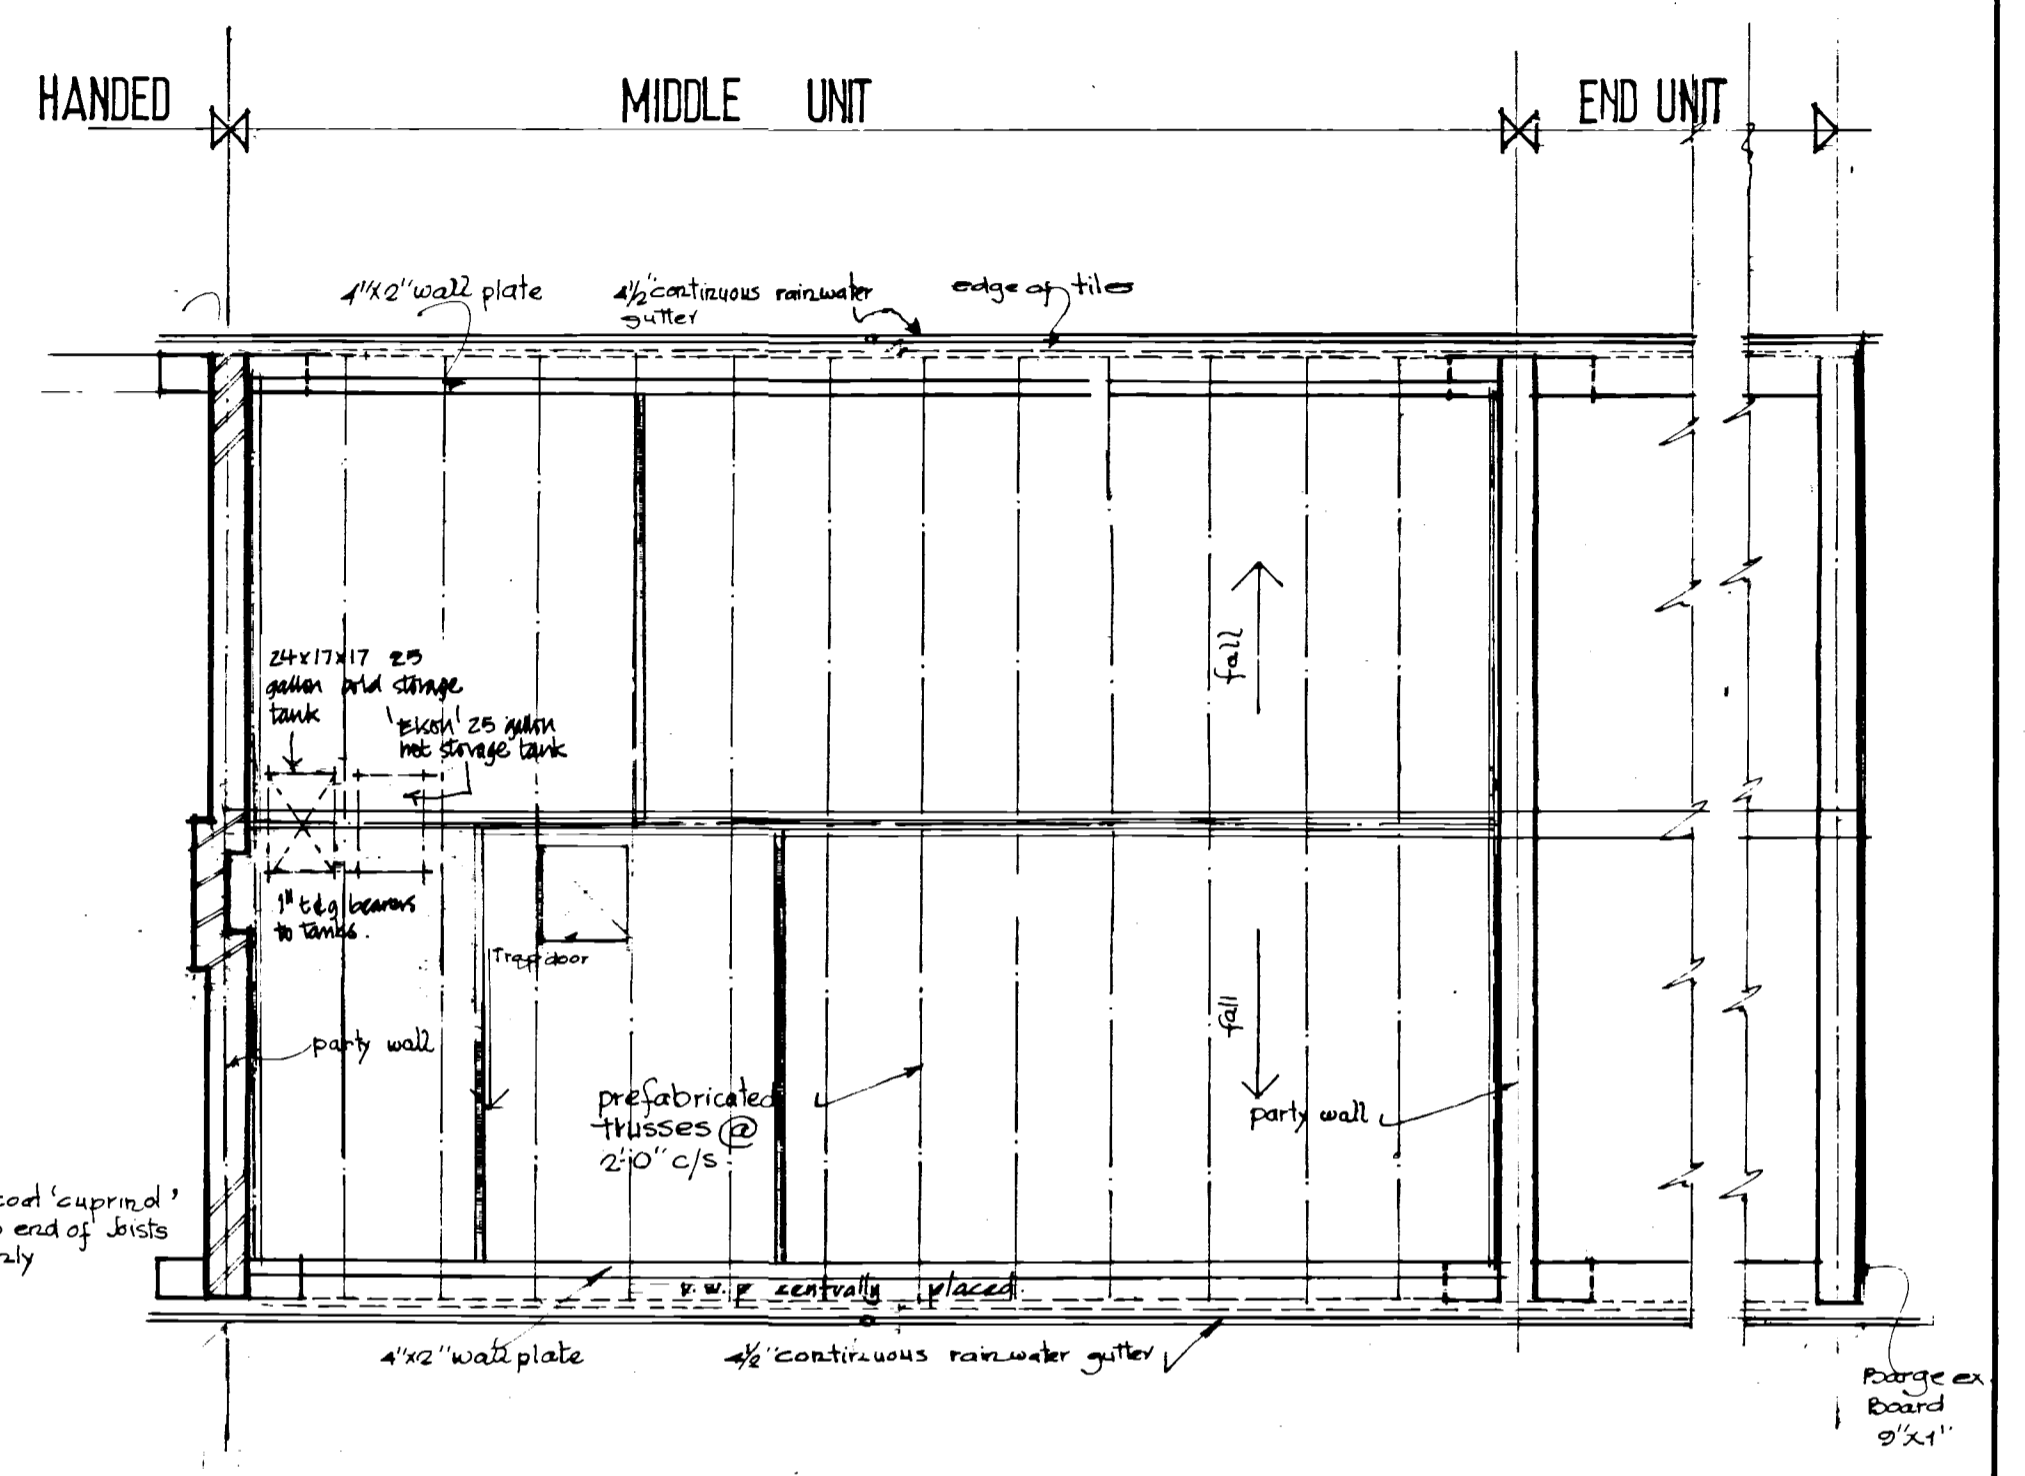 HANDED
MIDDLE UNIT
END UNIT
4"x2" wall plate
4½" continuous rainwater
gutter
edge of tiles
24x17x17 25
gallon cold storage
tank
'Elson' 25 gallon
hot storage tank
1" t&g bearers
to tanks.
Trap door
fall
party wall
fall
prefabricated
trusses @
2'-0" c/s.
party wall
coat 'cuprinol'
end of joists
r.w.p centrally placed.
4"x2" wall plate
4½" continuous rainwater gutter
Barge ex.
Board
9"x1"